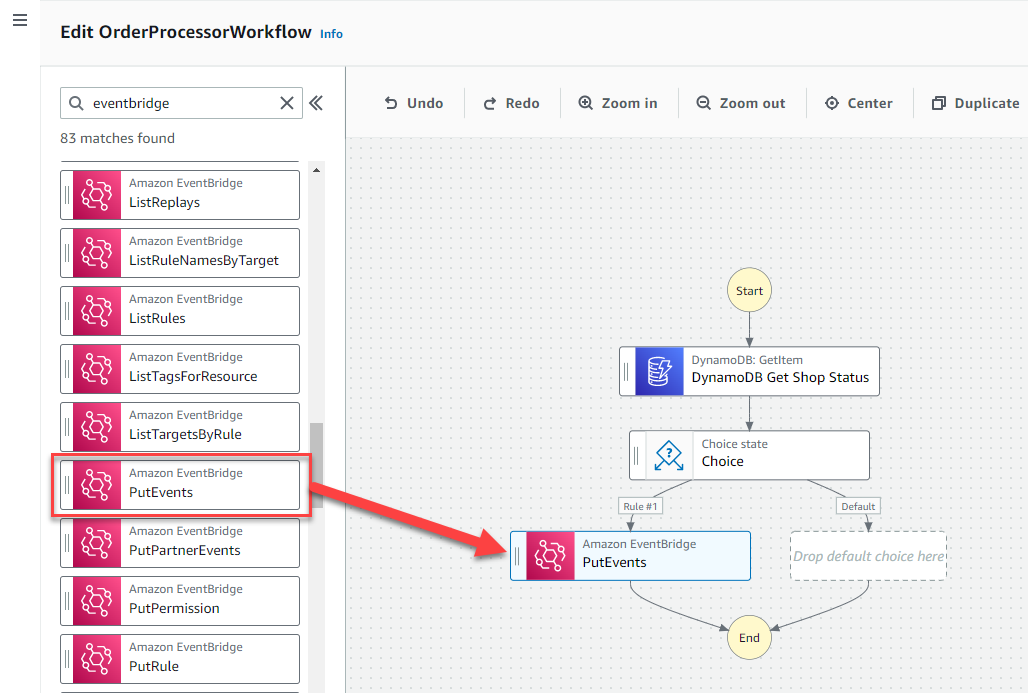 Edit OrderProcessorWorkflow Info
eventbridge
83 matches found
Amazon EventBridge
ListReplays
Amazon EventBridge
ListRuleNamesByTarget
Amazon EventBridge
ListRules
Amazon EventBridge
ListTagsForResource
Amazon EventBridge
ListTargetsByRule
Amazon EventBridge
PutEvents
Amazon EventBridge
PutPartnerEvents
Amazon EventBridge
PutPermission
Amazon EventBridge
PutRule
Undo Redo Zoom in Zoom out Center Duplicate
Start
DynamoDB: GetItem
DynamoDB Get Shop Status
?
Choice state
Choice
Rule #1 Default
Amazon EventBridge
PutEvents
Drop default choice here
End